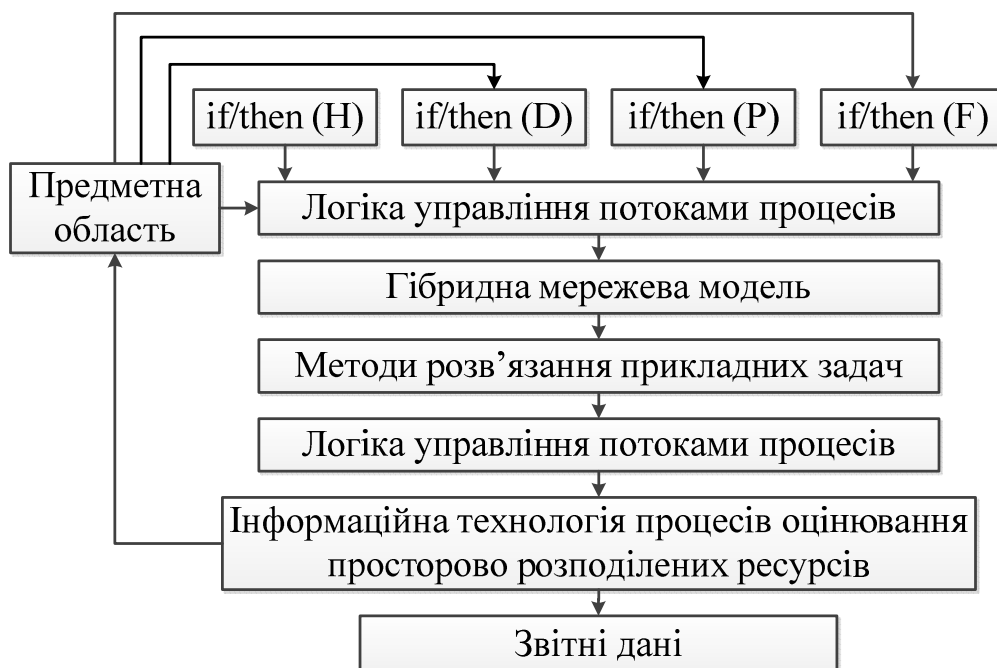 if/then (H)
if/then (D)
if/then (P)
if/then (F)
Предметна
область
Логіка управління потоками процесів
Гібридна мережева модель
Методи розв’язання прикладних задач
Логіка управління потоками процесів
Інформаційна технологія процесів оцінювання
просторово розподілених ресурсів
Звітні дані